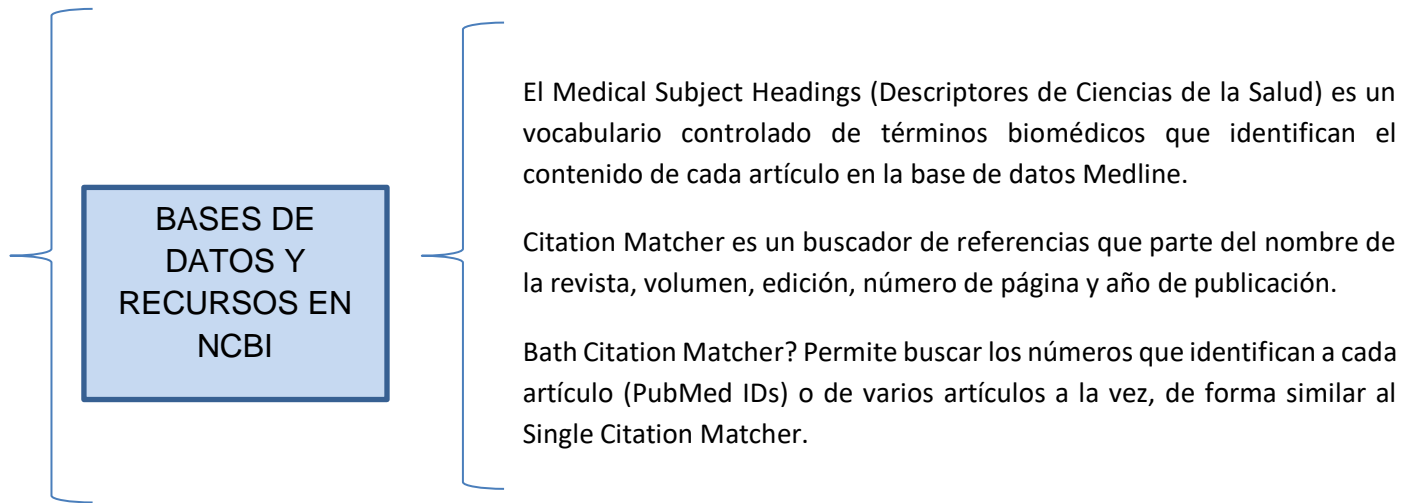 BASES DE
DATOS Y
RECURSOS EN
NCBI
El Medical Subject Headings (Descriptores de Ciencias de la Salud) es un
vocabulario controlado de términos biomédicos que identifican el
contenido de cada artículo en la base de datos Medline.
Citation Matcher es un buscador de referencias que parte del nombre de
la revista, volumen, edición, número de página y año de publicación.
Bath Citation Matcher? Permite buscar los números que identifican a cada
artículo (PubMed IDs) o de varios artículos a la vez, de forma similar al
Single Citation Matcher.